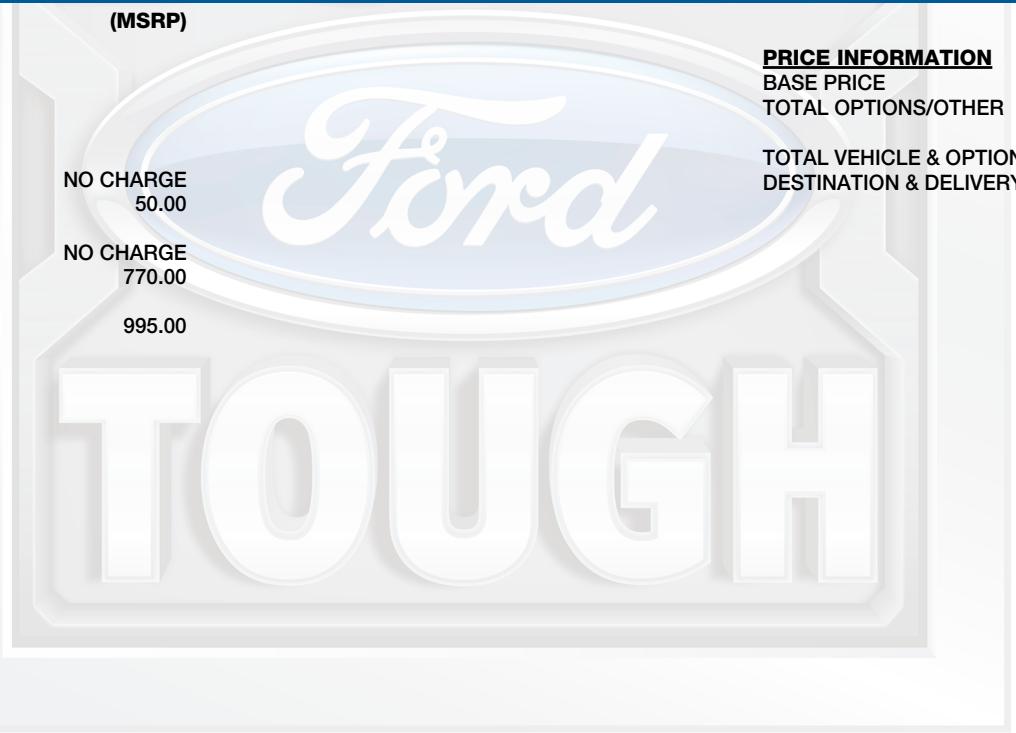 (MSRP)
NO CHARGE
50.00
NO CHARGE
770.00
995.00
PRICE INFORMATION
BASE PRICE
TOTAL OPTIONS/OTHER
TOTAL VEHICLE & OPTION
DESTINATION & DELIVERY
Ford
TOUGH